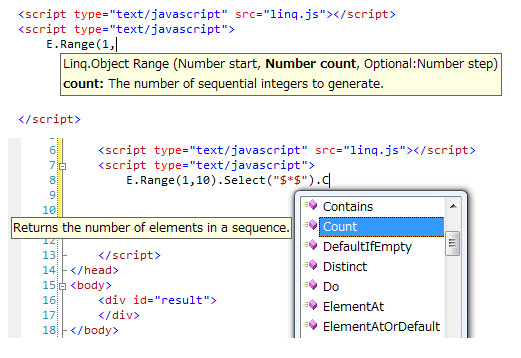 <script type="text/javascript" src="linq.js"></script>
<script type="text/javascript">
E.Range(1,
Linq.Object Range (Number start, Number count, Optional:Number step)
count: The number of sequential integers to generate.
</script>
6 <script type="text/javascript" src="linq.js"></script>
7 <script type="text/javascript">
8 E.Range(1,10).Select("$*$").C
Contains
Count
Returns the number of elements in a sequence.
DefaultIfEmpty
Distinct
Do
ElementAt
ElementAtOrDefault
13 </script>
14 </head>
15 <body>
16 <div id="result">
17 </div>
18 </body>